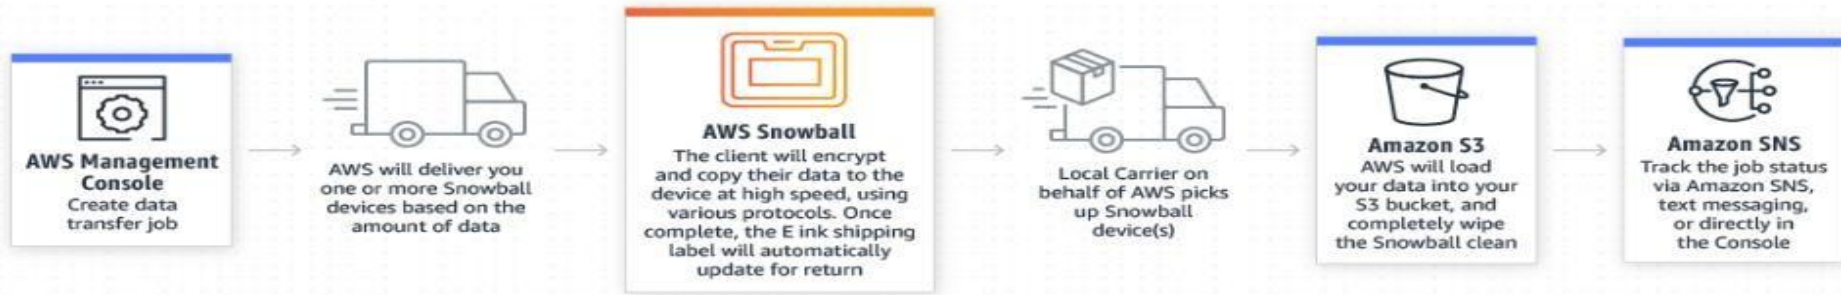 AWS Management
Console
Create data
transfer job
AWS will deliver you
one or more Snowball
devices based on the
amount of data
AWS Snowball
The client will encrypt
and copy their data to the
device at high speed, using
various protocols. Once
complete, the E ink shipping
label will automatically
update for return
Local Carrier on
behalf of AWS picks
up Snowball
device(s)
Amazon S3
AWS will load
your data into your
S3 bucket, and
completely wipe
the Snowball clean
Amazon SNS
Track the job status
via Amazon SNS,
text messaging,
or directly in
the Console